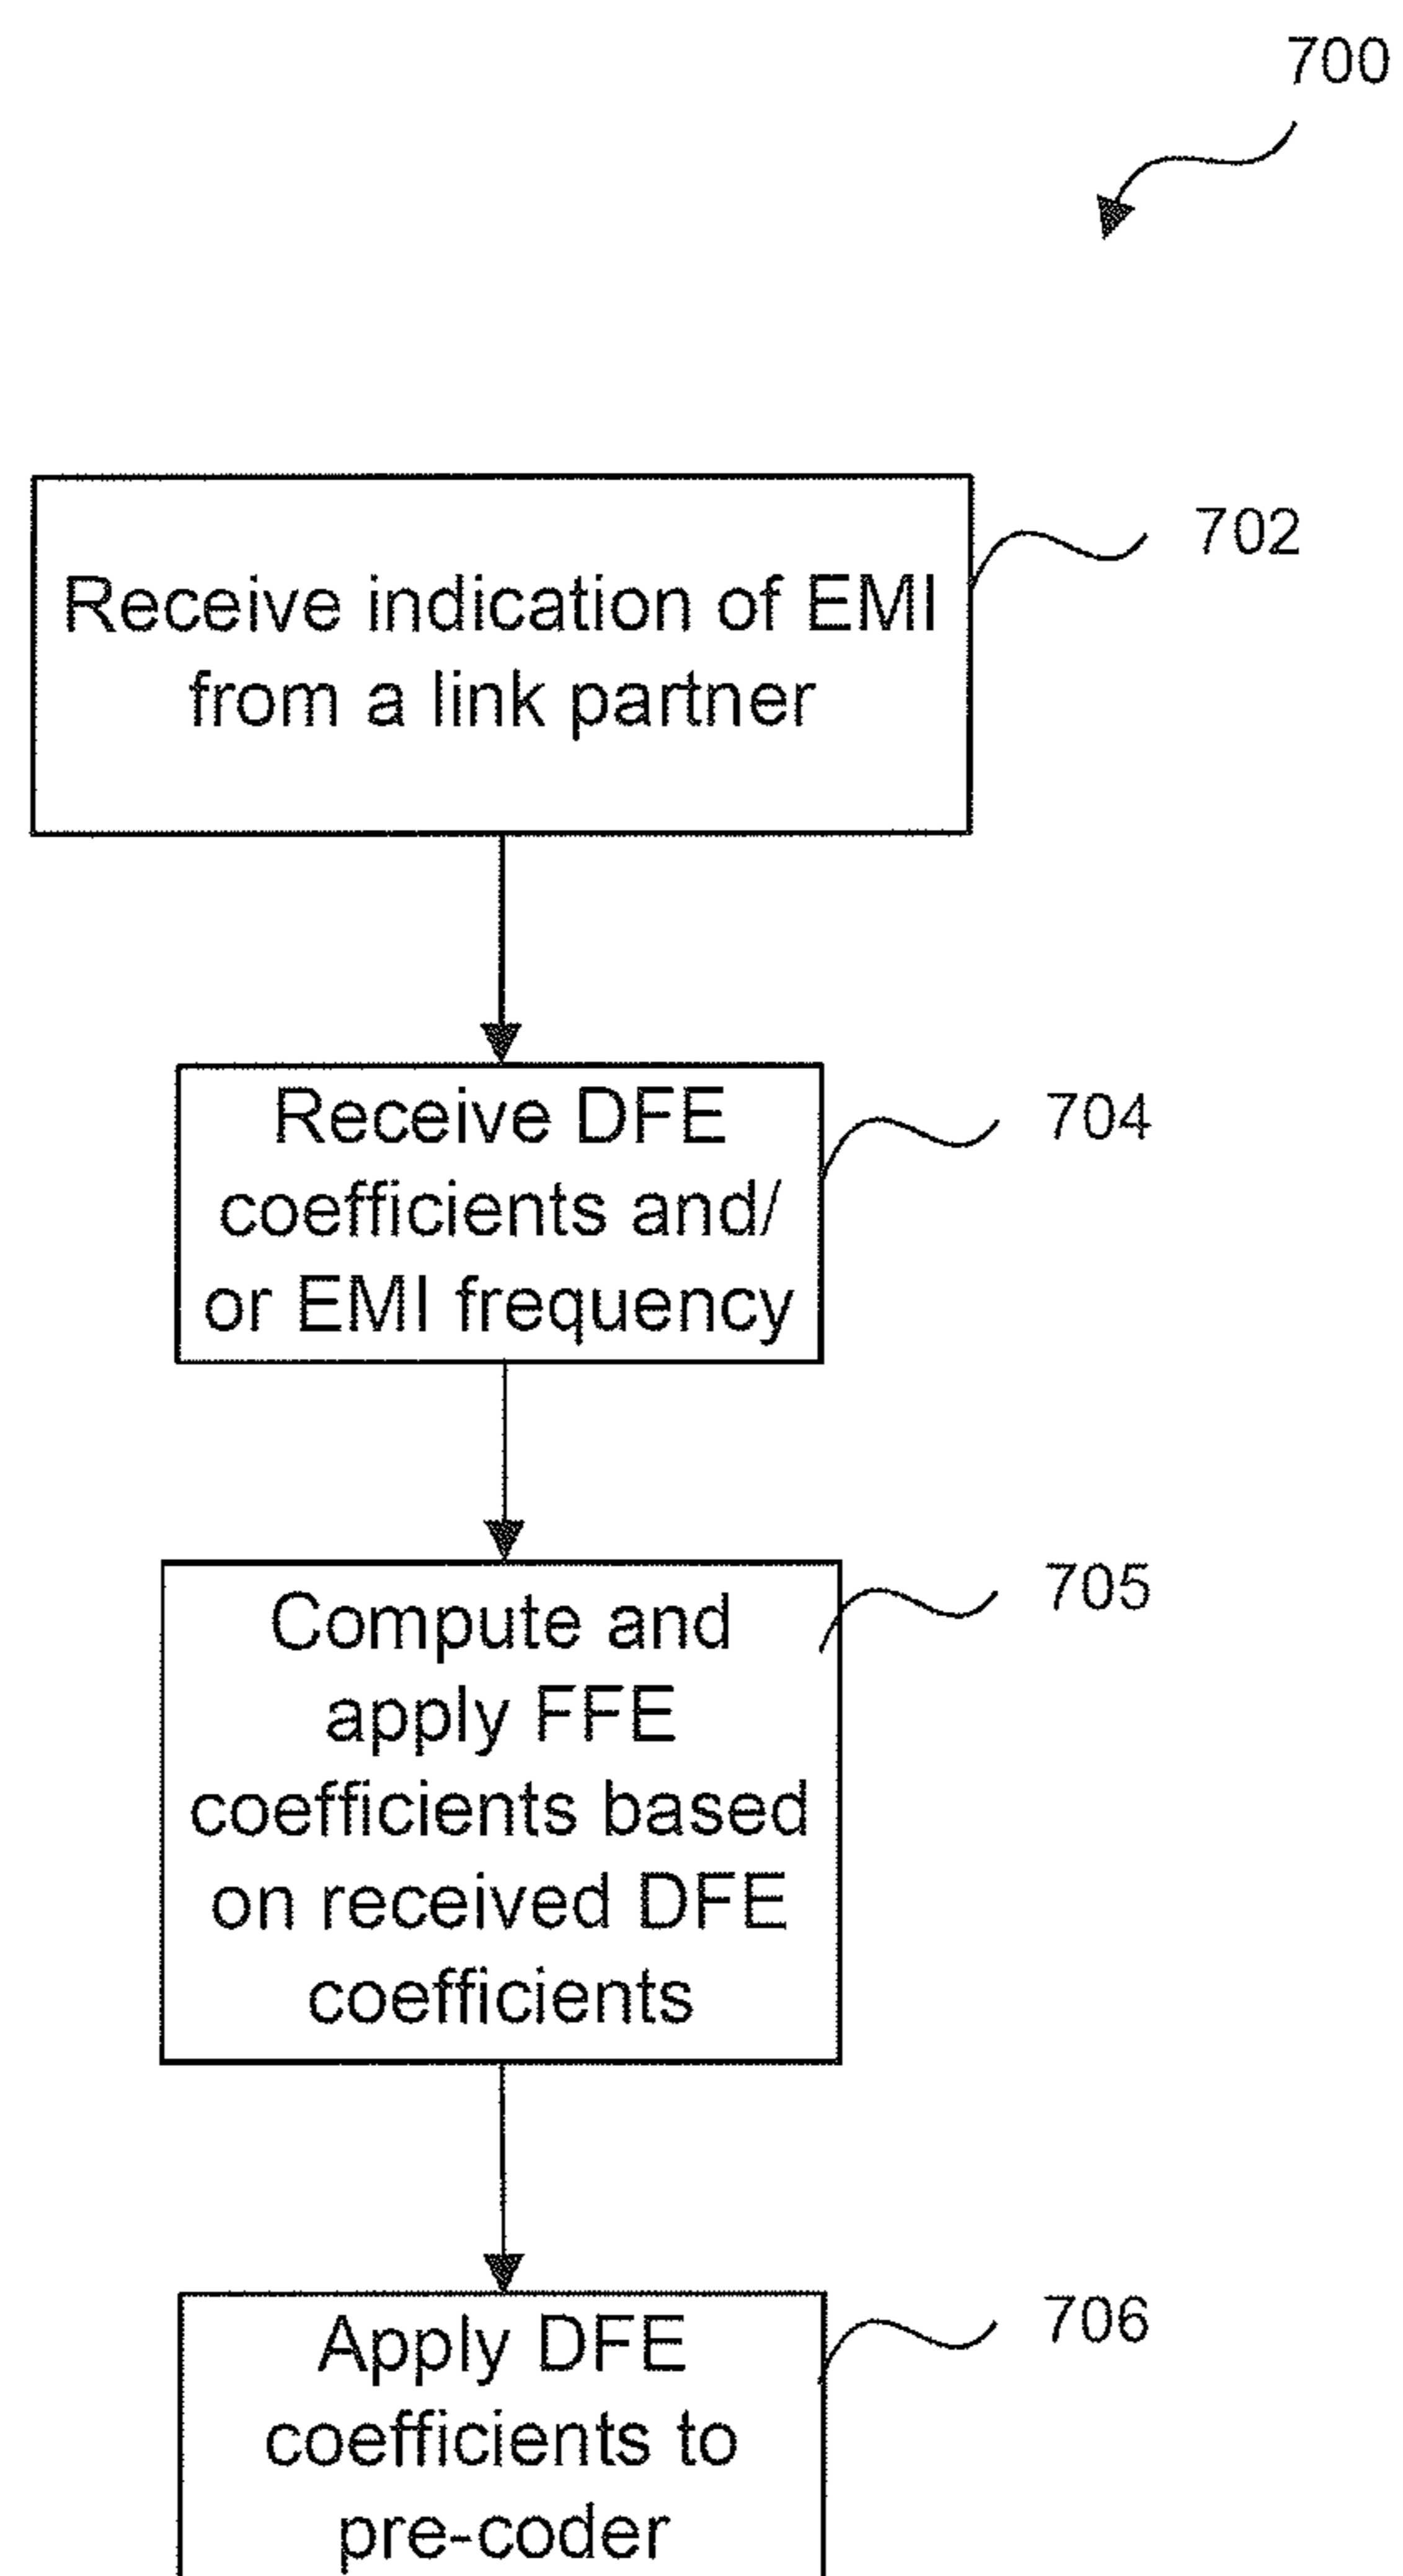 700
Receive indication of EMI
from a link partner
702
Receive DFE
coefficients and/
or EMI frequency
704
Compute and
apply FFE
coefficients based
on received DFE
coefficients
705
Apply DFE
coefficients to
pre-coder
706